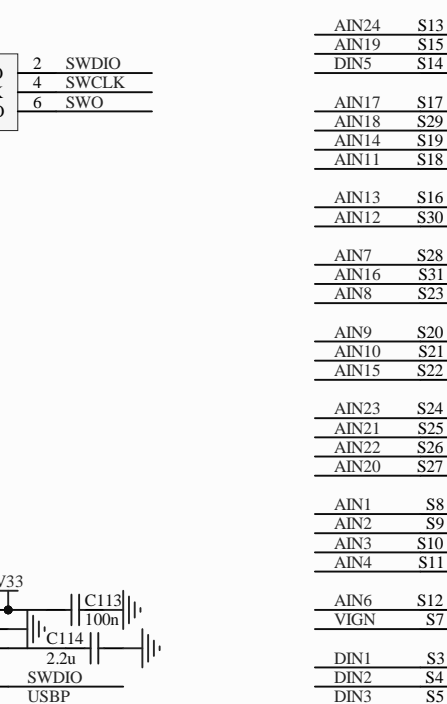 2 SWDIO
4 SWCLK
6 SWO
AIN24 S13
AIN19 S15
DIN5 S14
AIN17 S17
AIN18 S29
AIN14 S19
AIN11 S18
AIN13 S16
AIN12 S30
AIN7 S28
AIN16 S31
AIN8 S23
AIN9 S20
AIN10 S21
AIN15 S22
AIN23 S24
AIN21 S25
AIN22 S26
AIN20 S27
AIN1 S8
AIN2 S9
AIN3 S10
AIN4 S11
AIN6 S12
VIGN S7
DIN1 S3
DIN2 S4
DIN3 S5
V33
C113
100n
C114
2.2u
SWDIO
USBP